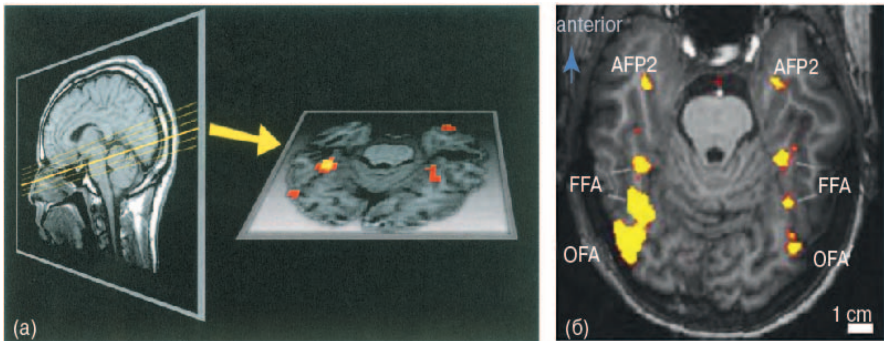 (а)
anterior
AFP2
AFP2
FFA
FFA
OFA
OFA
(б)
1 cm